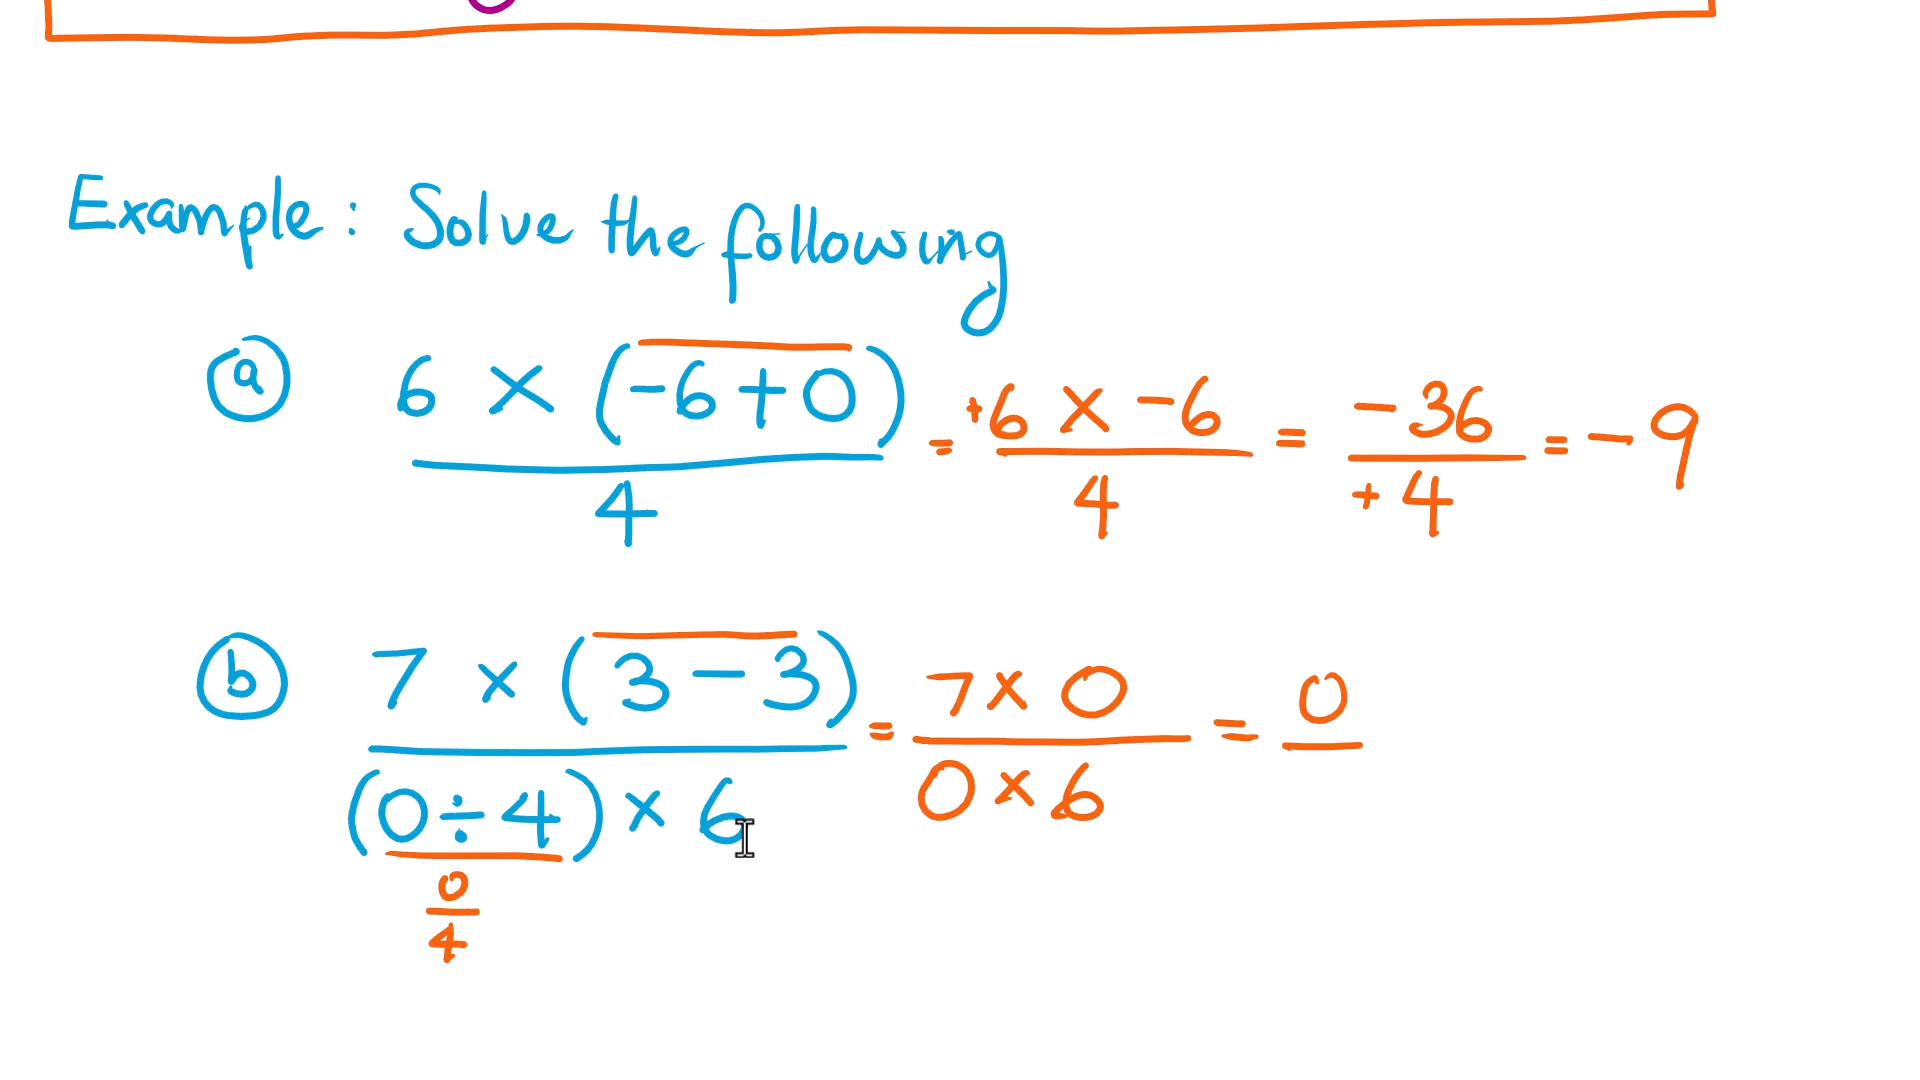 Example: Solve the following
(a) 6 × (-6+0) / 4 = +6 × -6 / 4 = -36 / +4 = -9
(b) 7 × (3-3) / (0÷4) × 6 = 7 × 0 / 0 × 6 = 0 /
0/4